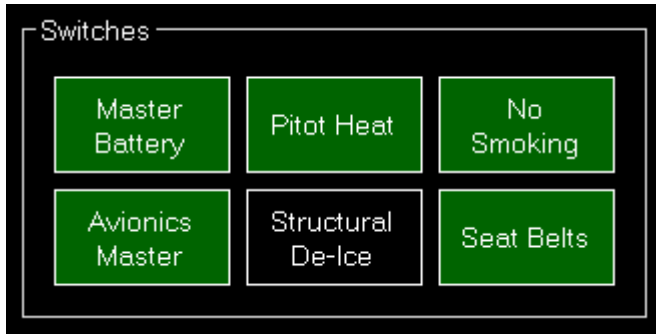 Switches
Master
Battery
Pitot Heat
No
Smoking
Avionics
Master
Structural
De-Ice
Seat Belts